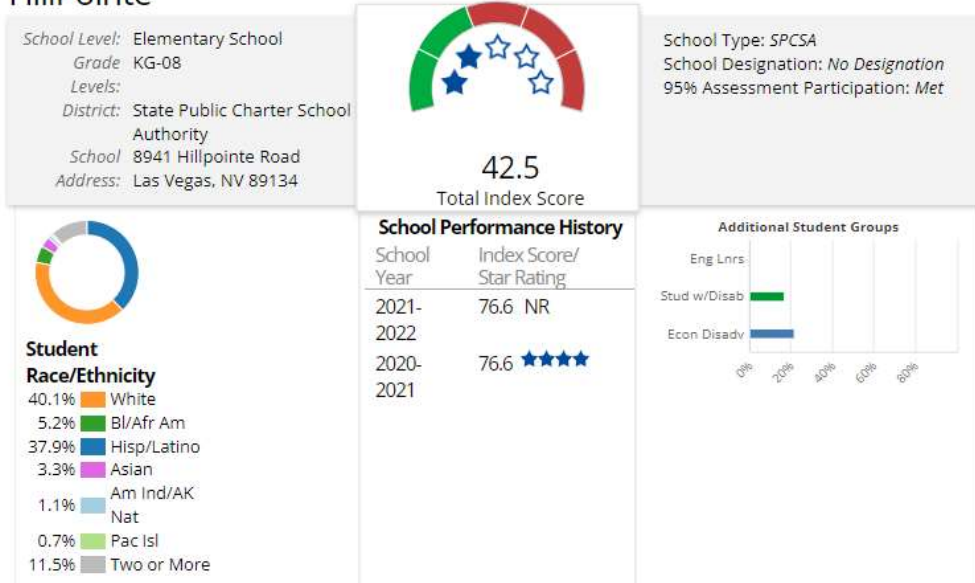 School Level: Elementary School
Grade Levels: KG-08
District: State Public Charter School Authority
School Address: 8941 Hillpointe Road
Las Vegas, NV 89134
42.5
Total Index Score
School Type: SPCSA
School Designation: No Designation
95% Assessment Participation: Met
Student
Race/Ethnicity
40.1% White
5.2% Bl/Afr Am
37.9% Hisp/Latino
3.3% Asian
1.1% Am Ind/AK Nat
0.7% Pac Isl
11.5% Two or More
School Performance History
School Year
Index Score/ Star Rating
2021-2022 76.6 NR
2020-2021 76.6
Additional Student Groups
Eng Lnrs
Stud w/Disab
Econ Disadv
0% 20% 40% 60% 80%